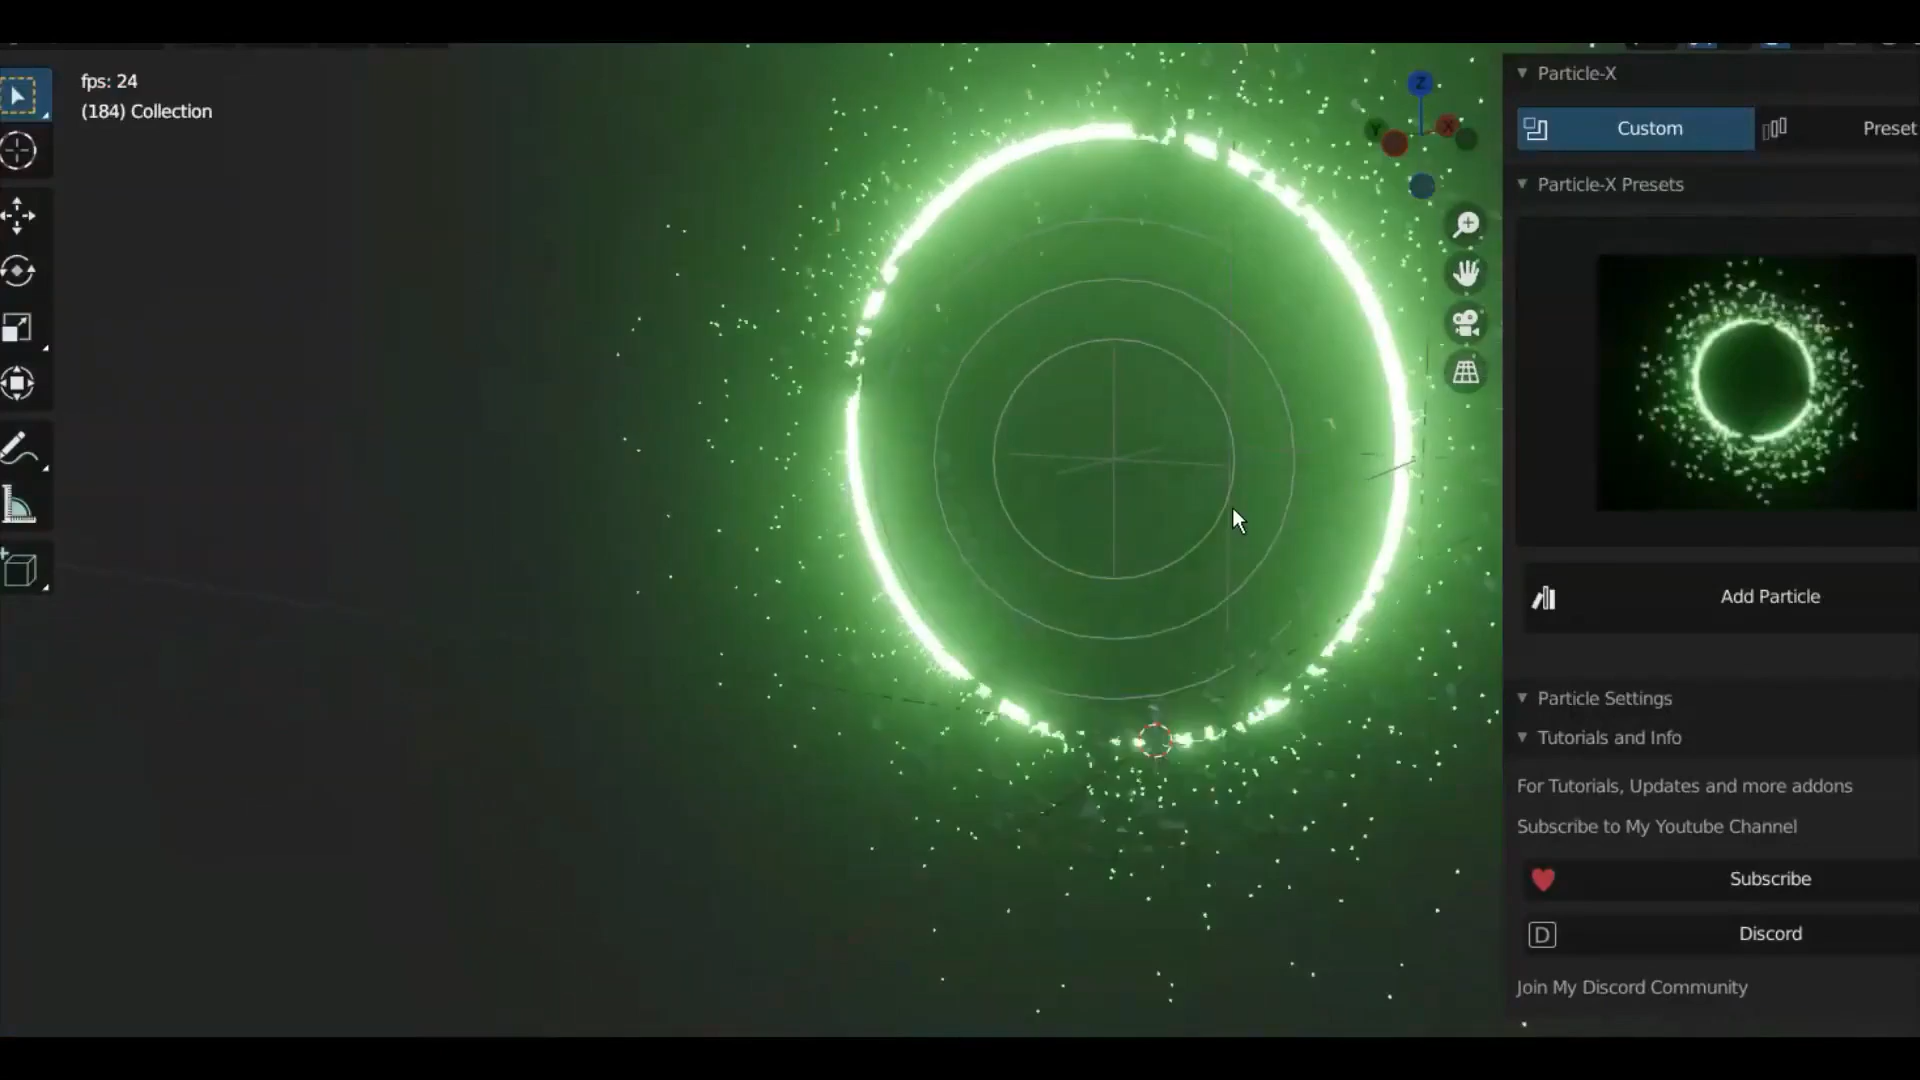 fps: 24
(184) Collection
Z
Y
X
Particle-X
Custom
Preset
Particle-X Presets
Add Particle
Particle Settings
Tutorials and Info
For Tutorials, Updates and more addons
Subscribe to My Youtube Channel
Subscribe
D
Discord
Join My Discord Community